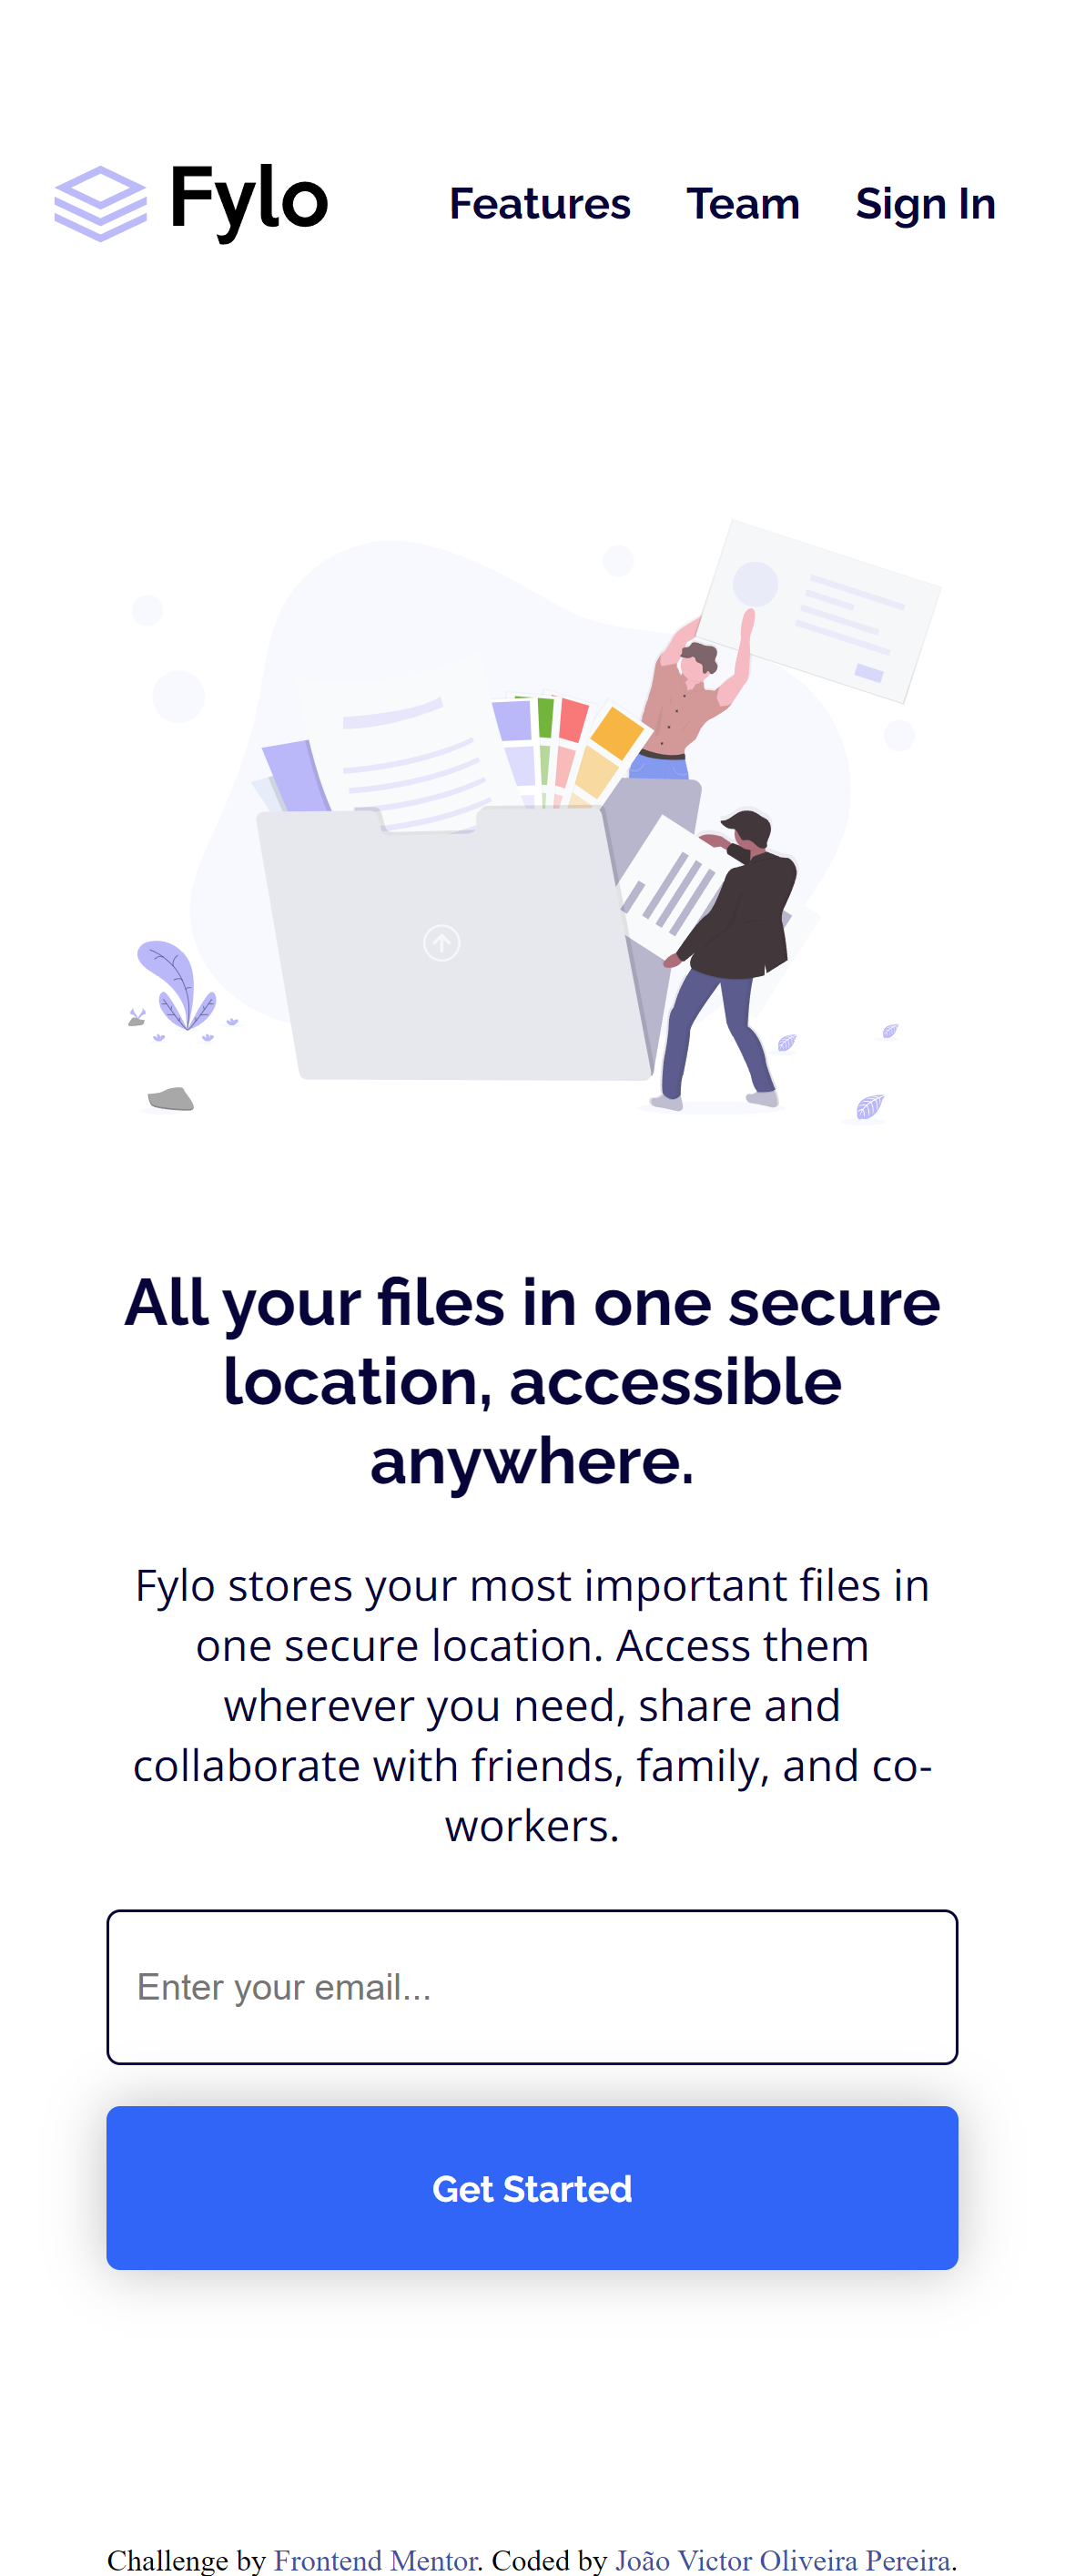 Fylo
Features Team Sign In
All your files in one secure
location, accessible
anywhere.
Fylo stores your most important files in
one secure location. Access them
wherever you need, share and
collaborate with friends, family, and co-
workers.
Enter your email...
Get Started
Challenge by Frontend Mentor. Coded by João Victor Oliveira Pereira.